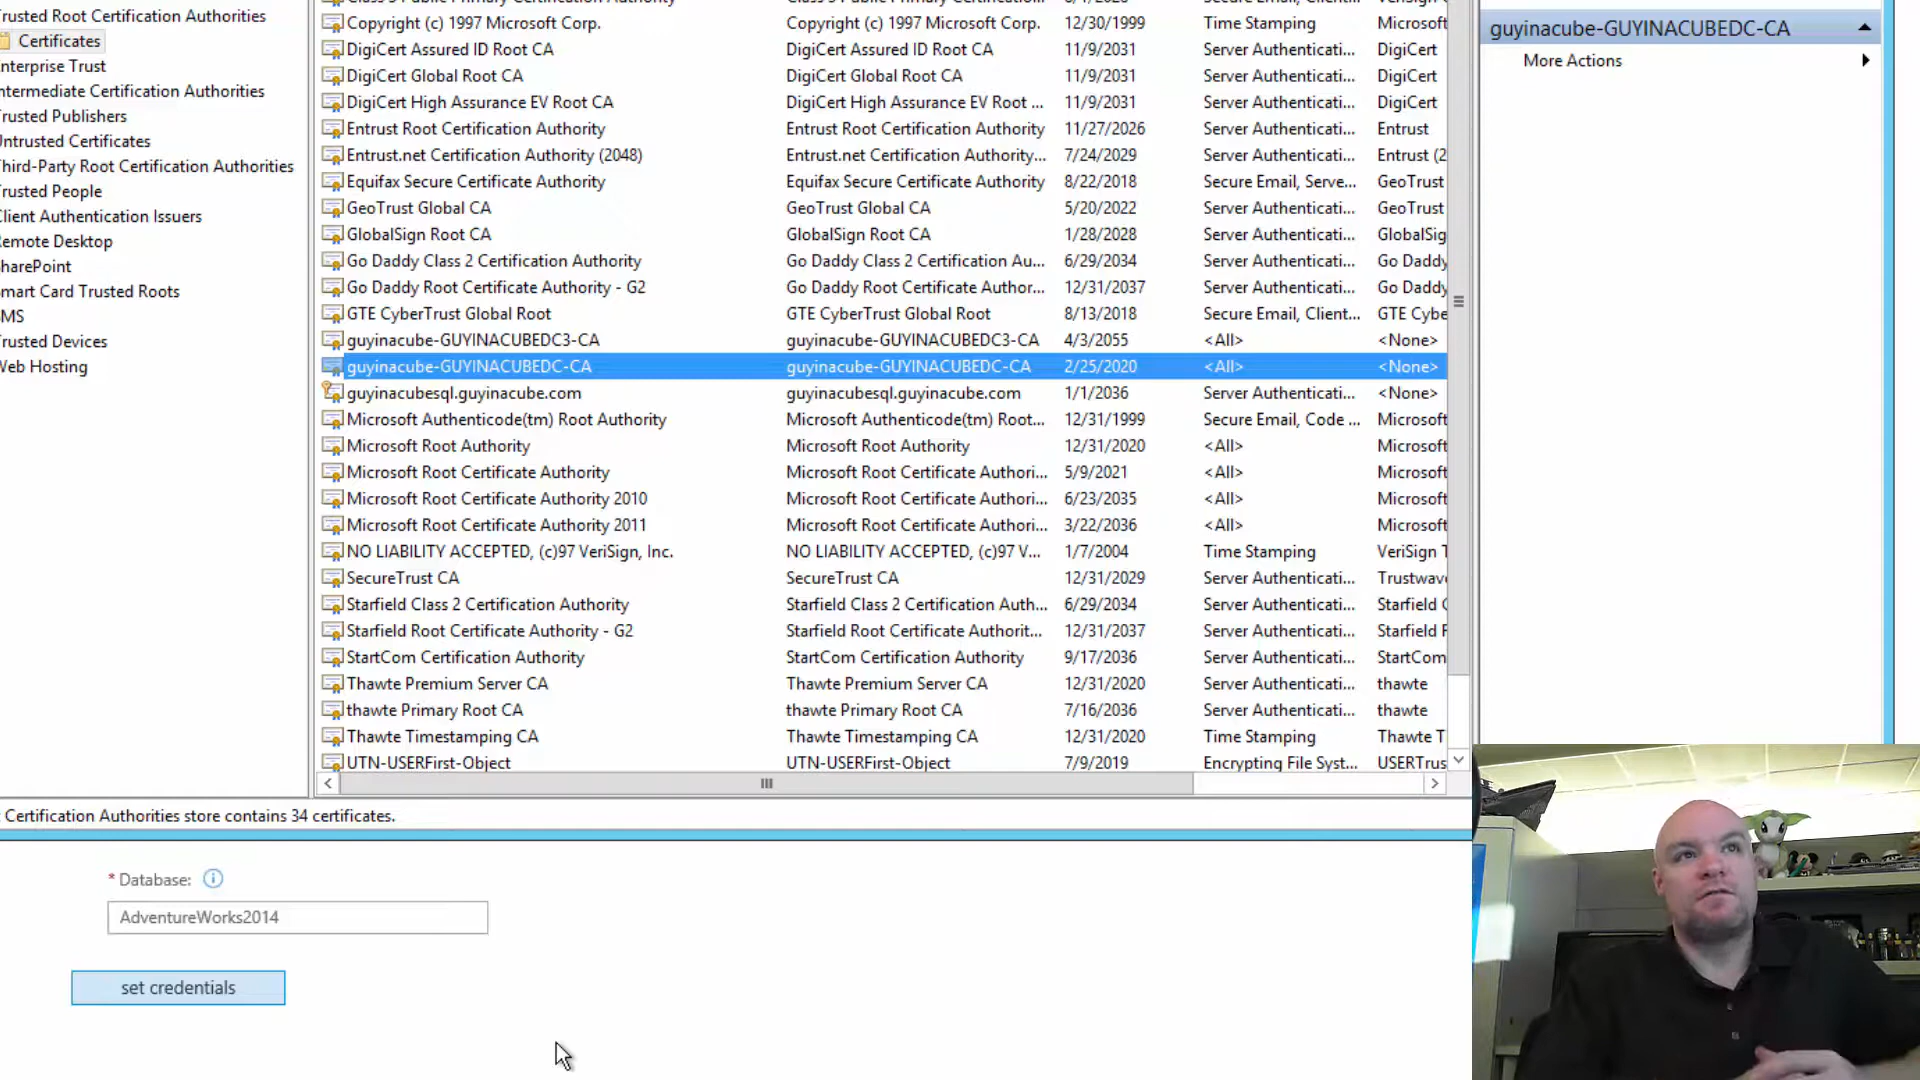 Trusted Root Certification Authorities
Certificates
Enterprise Trust
Intermediate Certification Authorities
Trusted Publishers
Untrusted Certificates
Third-Party Root Certification Authorities
Trusted People
Client Authentication Issuers
Remote Desktop
SharePoint
Smart Card Trusted Roots
SMS
Trusted Devices
Web Hosting
Copyright (c) 1997 Microsoft Corp. Copyright (c) 1997 Microsoft Corp. 12/30/1999 Time Stamping Microsoft
DigiCert Assured ID Root CA DigiCert Assured ID Root CA 11/9/2031 Server Authenticati... DigiCert
DigiCert Global Root CA DigiCert Global Root CA 11/9/2031 Server Authenticati... DigiCert
DigiCert High Assurance EV Root CA DigiCert High Assurance EV Root ... 11/9/2031 Server Authenticati... DigiCert
Entrust Root Certification Authority Entrust Root Certification Authority 11/27/2026 Server Authenticati... Entrust
Entrust.net Certification Authority (2048) Entrust.net Certification Authority... 7/24/2029 Server Authenticati... Entrust (2
Equifax Secure Certificate Authority Equifax Secure Certificate Authority 8/22/2018 Secure Email, Serve... GeoTrust
GeoTrust Global CA GeoTrust Global CA 5/20/2022 Server Authenticati... GeoTrust
GlobalSign Root CA GlobalSign Root CA 1/28/2028 Server Authenticati... GlobalSig
Go Daddy Class 2 Certification Authority Go Daddy Class 2 Certification Au... 6/29/2034 Server Authenticati... Go Daddy
Go Daddy Root Certificate Authority - G2 Go Daddy Root Certificate Author... 12/31/2037 Server Authenticati... Go Daddy
GTE CyberTrust Global Root GTE CyberTrust Global Root 8/13/2018 Secure Email, Client... GTE Cybe
guyinacube-GUYINACUBEDC3-CA guyinacube-GUYINACUBEDC3-CA 4/3/2055 <All> <None>
guyinacube-GUYINACUBEDC-CA guyinacube-GUYINACUBEDC-CA 2/25/2020 <All> <None>
guyinacubesql.guyinacube.com guyinacubesql.guyinacube.com 1/1/2036 <All> <None>
Microsoft Authenticode(tm) Root Authority Microsoft Authenticode(tm) Root... 12/31/1999 Secure Email, Code ... Microsoft
Microsoft Root Authority Microsoft Root Authority 12/31/2020 <All> Microsoft
Microsoft Root Certificate Authority Microsoft Root Certificate Authori... 5/9/2021 <All> Microsoft
Microsoft Root Certificate Authority 2010 Microsoft Root Certificate Authori... 6/23/2035 <All> Microsoft
Microsoft Root Certificate Authority 2011 Microsoft Root Certificate Authori... 3/22/2036 <All> Microsoft
NO LIABILITY ACCEPTED, (c)97 VeriSign, Inc. NO LIABILITY ACCEPTED, (c)97 V... 1/7/2004 Time Stamping VeriSign T
SecureTrust CA SecureTrust CA 12/31/2029 Server Authenticati... Trustwave
Starfield Class 2 Certification Authority Starfield Class 2 Certification Auth... 6/29/2034 Server Authenticati... Starfield C
Starfield Root Certificate Authority - G2 Starfield Root Certificate Authorit... 12/31/2037 Server Authenticati... Starfield R
StartCom Certification Authority StartCom Certification Authority 9/17/2036 Server Authenticati... StartCom
Thawte Premium Server CA Thawte Premium Server CA 12/31/2020 Server Authenticati... thawte
thawte Primary Root CA thawte Primary Root CA 7/16/2036 Server Authenticati... thawte
Thawte Timestamping CA Thawte Timestamping CA 12/31/2020 Time Stamping Thawte T
UTN-USERFirst-Object UTN-USERFirst-Object 7/9/2019 Encrypting File Syst... USERTrus
guyinacube-GUYINACUBEDC-CA
More Actions
Certification Authorities store contains 34 certificates.
* Database:
AdventureWorks2014
set credentials